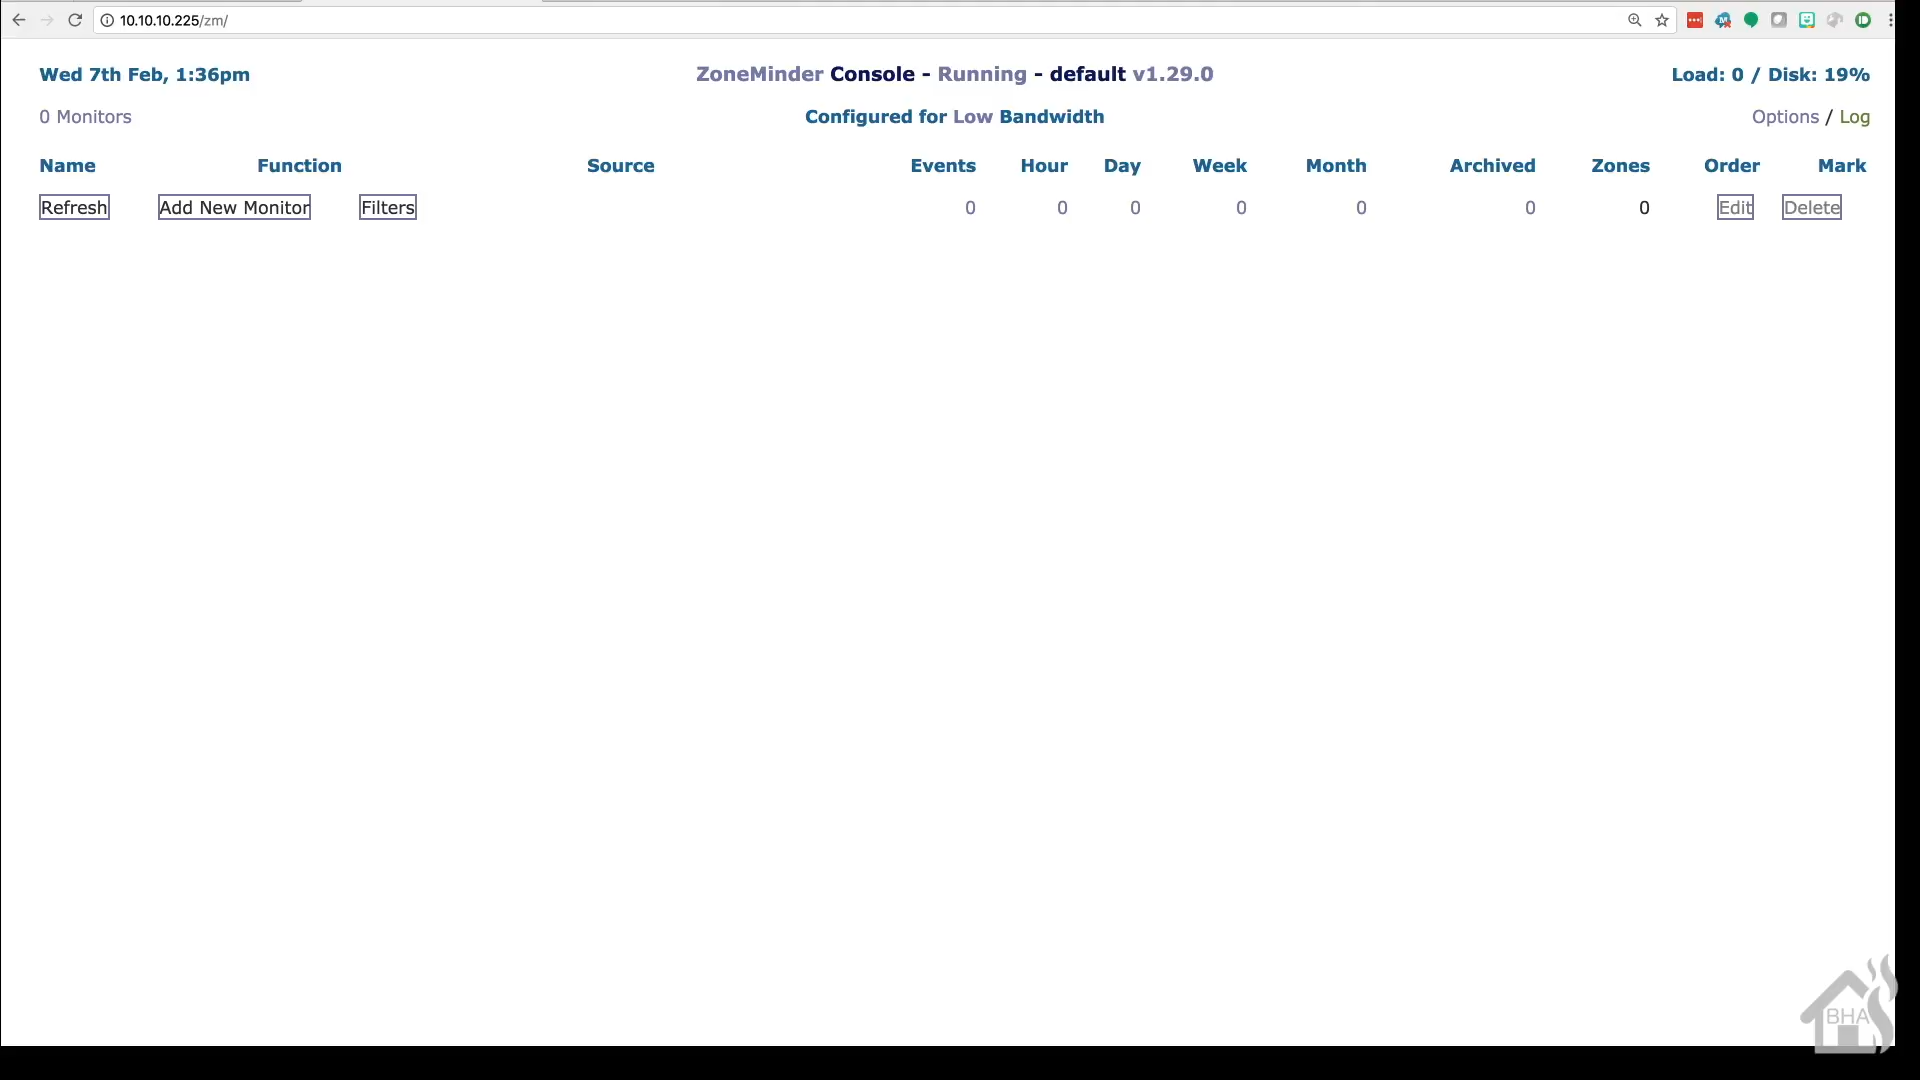 10.10.10.225/zm/
Wed 7th Feb, 1:36pm ZoneMinder Console - Running - default v1.29.0 Load: 0 / Disk: 19%
0 Monitors Configured for Low Bandwidth Options / Log
Name Function Source Events Hour Day Week Month Archived Zones Order Mark
Refresh Add New Monitor Filters 0 0 0 0 0 0 0 Edit Delete
BHA